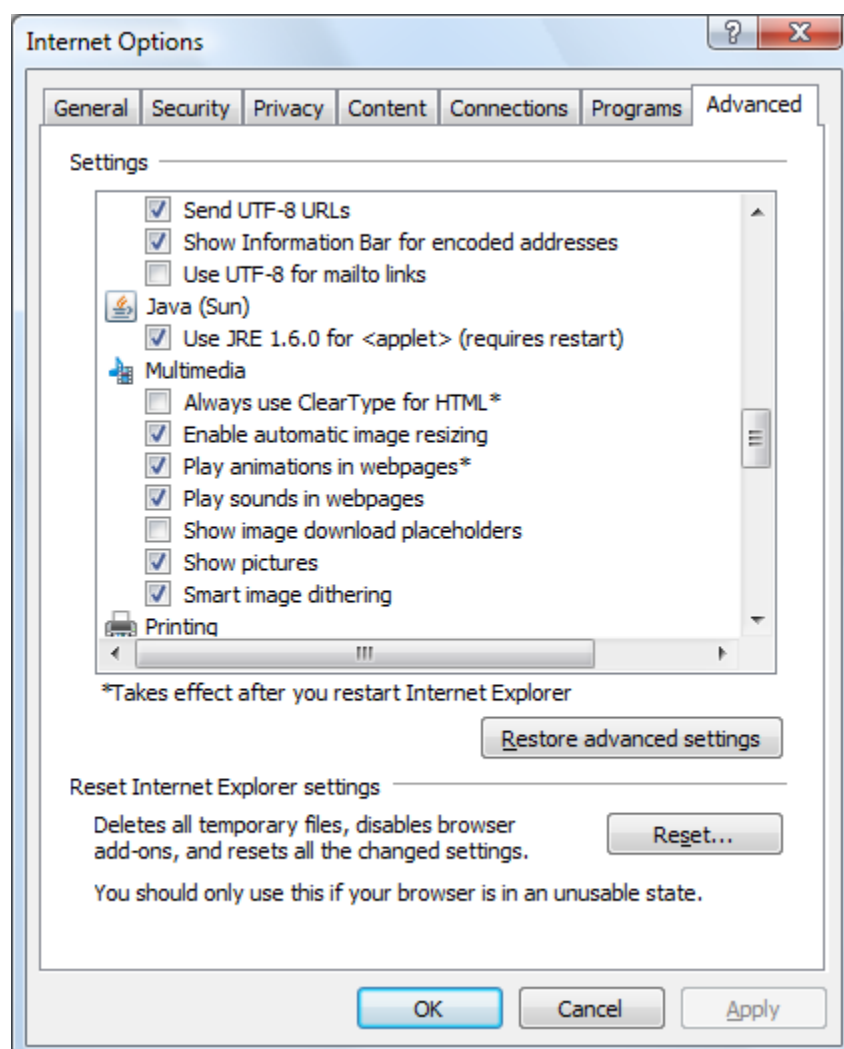 Internet Options
General Security Privacy Content Connections Programs Advanced
Settings
Send UTF-8 URLs
Show Information Bar for encoded addresses
Use UTF-8 for mailto links
Java (Sun)
Use JRE 1.6.0 for <applet> (requires restart)
Multimedia
Always use ClearType for HTML*
Enable automatic image resizing
Play animations in webpages*
Play sounds in webpages
Show image download placeholders
Show pictures
Smart image dithering
Printing
*Takes effect after you restart Internet Explorer
Restore advanced settings
Reset Internet Explorer settings
Deletes all temporary files, disables browser
add-ons, and resets all the changed settings.
Reset...
You should only use this if your browser is in an unusable state.
OK Cancel Apply